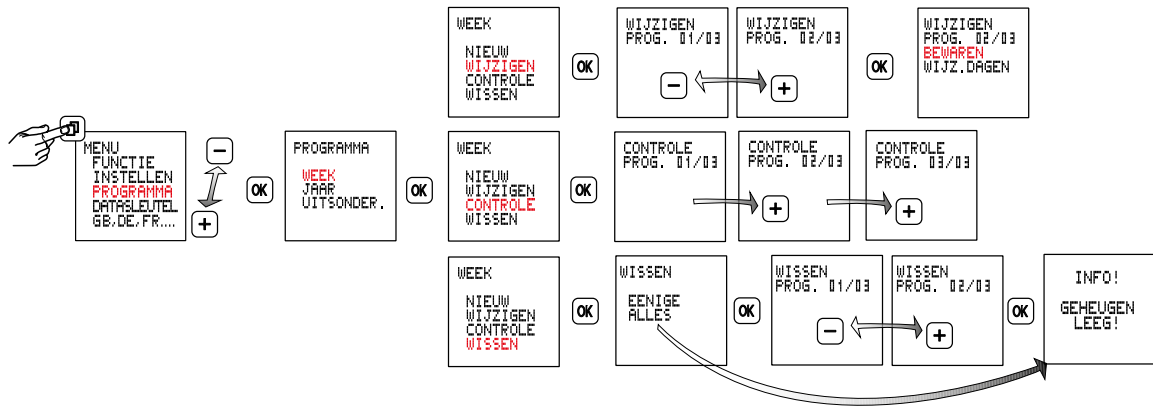 WEEK
NIEUW
WIJZIGEN
CONTROLE
WISSEN
OK
WIJZIGEN
PROG. 01/03
−
WIJZIGEN
PROG. 02/03
+
OK
WIJZIGEN
PROG. 02/03
BEWAREN
WIJZ.DAGEN
MENU
FUNCTIE
INSTELLEN
PROGRAMMA
DATASLEUTEL
GB,DE,FR....
−
+
OK
PROGRAMMA
WEEK
JAAR
UITSONDER.
OK
WEEK
NIEUW
WIJZIGEN
CONTROLE
WISSEN
OK
CONTROLE
PROG. 01/03
CONTROLE
PROG. 02/03
+
CONTROLE
PROG. 03/03
+
WEEK
NIEUW
WIJZIGEN
CONTROLE
WISSEN
OK
WISSEN
EENIGE
ALLES
OK
WISSEN
PROG. 01/03
−
WISSEN
PROG. 02/03
+
OK
INFO!
GEHEUGEN
LEEG!